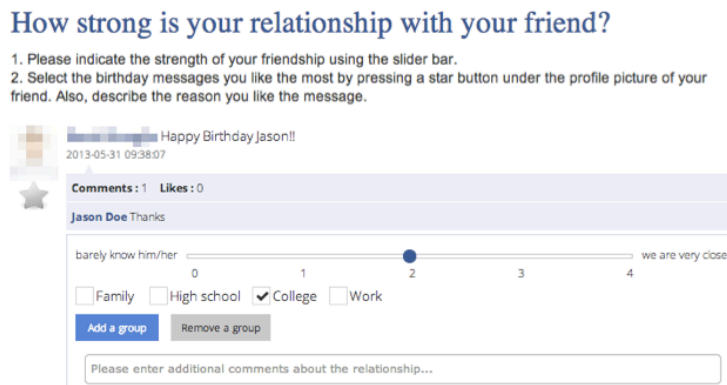 How strong is your relationship with your friend?
1. Please indicate the strength of your friendship using the slider bar.
2. Select the birthday messages you like the most by pressing a star button under the profile picture of your
friend. Also, describe the reason you like the message.
Happy Birthday Jason!!
2013-05-31 09:38:07
Comments : 1 Likes : 0
Jason Doe Thanks
barely know him/her we are very close
0 1 2 3 4
Family High school College Work
Add a group Remove a group
Please enter additional comments about the relationship...